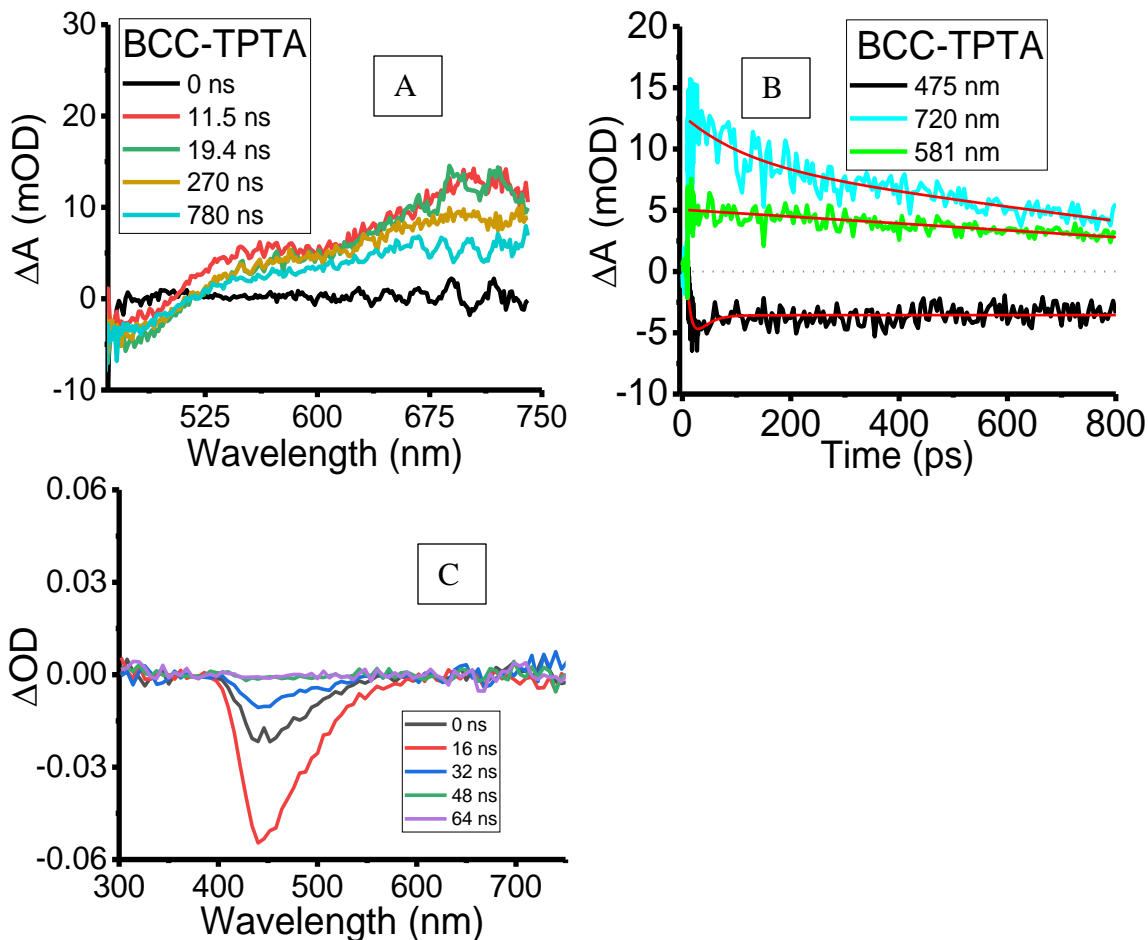 30
20
10
0
-10
ΔA (mOD)
BCC-TPTA
0 ns
11.5 ns
19.4 ns
270 ns
780 ns
A
525
600
675
750
Wavelength (nm)
20
15
10
5
0
-5
-10
ΔA (mOD)
B
BCC-TPTA
475 nm
720 nm
581 nm
0
200
400
600
800
Time (ps)
0.06
0.03
0.00
-0.03
-0.06
ΔOD
C
0 ns
16 ns
32 ns
48 ns
64 ns
300
400
500
600
700
Wavelength (nm)